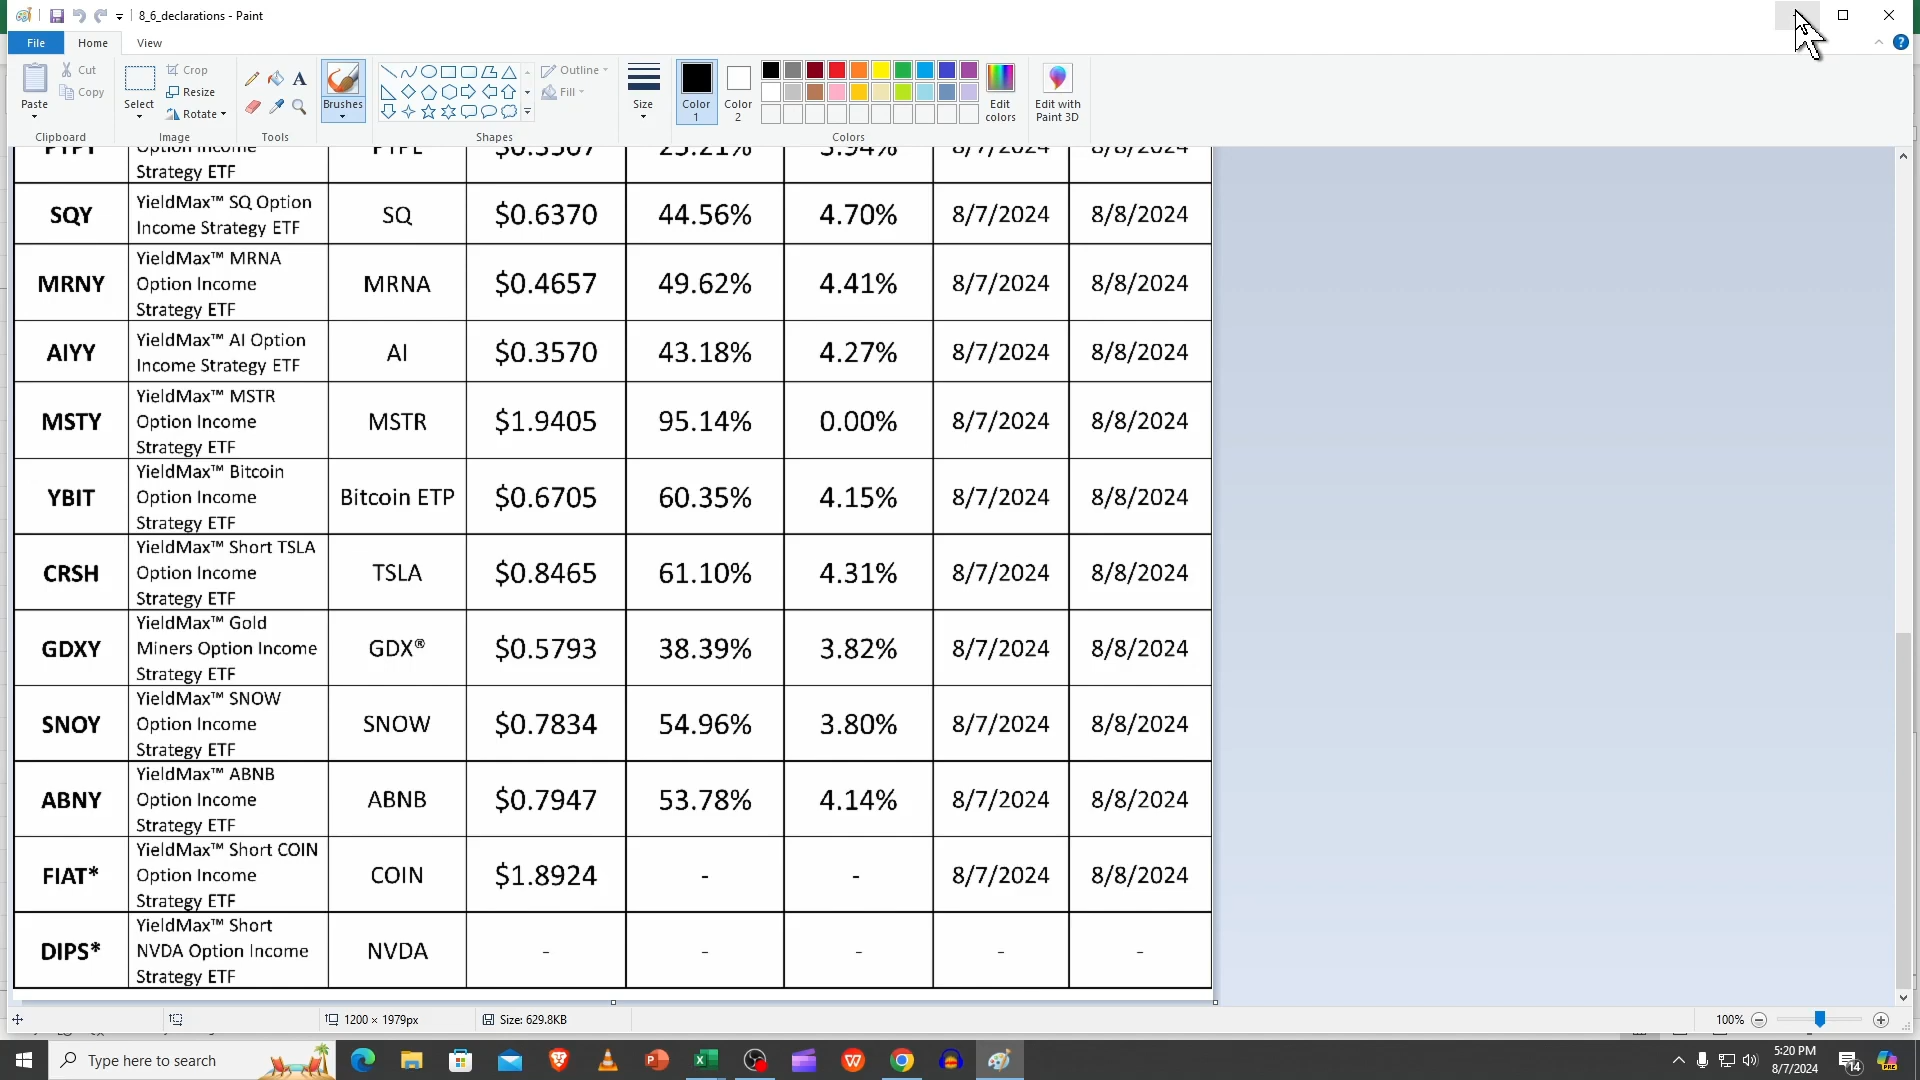 8_6_declarations - Paint
File Home View
Paste Cut Copy Clipboard
Select Crop Resize Rotate Image
Tools
Brushes
Outline Fill Shapes
Size
Color 1 Color 2 Edit colors Colors
Edit with Paint 3D
Strategy ETF
SQY YieldMax™ SQ Option SQ $0.6370 44.56% 4.70% 8/7/2024 8/8/2024
Income Strategy ETF
MRNY YieldMax™ MRNA MRNA $0.4657 49.62% 4.41% 8/7/2024 8/8/2024
Option Income
Strategy ETF
AIYY YieldMax™ AI Option AI $0.3570 43.18% 4.27% 8/7/2024 8/8/2024
Income Strategy ETF
MSTY YieldMax™ MSTR MSTR $1.9405 95.14% 0.00% 8/7/2024 8/8/2024
Option Income
Strategy ETF
YBIT YieldMax™ Bitcoin Bitcoin ETP $0.6705 60.35% 4.15% 8/7/2024 8/8/2024
Option Income
Strategy ETF
CRSH YieldMax™ Short TSLA TSLA $0.8465 61.10% 4.31% 8/7/2024 8/8/2024
Option Income
Strategy ETF
GDXY YieldMax™ Gold GDX® $0.5793 38.39% 3.82% 8/7/2024 8/8/2024
Miners Option Income
Strategy ETF
SNOY YieldMax™ SNOW SNOW $0.7834 54.96% 3.80% 8/7/2024 8/8/2024
Option Income
Strategy ETF
ABNY YieldMax™ ABNB ABNB $0.7947 53.78% 4.14% 8/7/2024 8/8/2024
Option Income
Strategy ETF
FIAT* YieldMax™ Short COIN COIN $1.8924 - - 8/7/2024 8/8/2024
Option Income
Strategy ETF
DIPS* YieldMax™ Short NVDA - - - - -
NVDA Option Income
Strategy ETF
1200 × 1979px Size: 629.8KB 100%
Type here to search
5:20 PM
8/7/2024
14